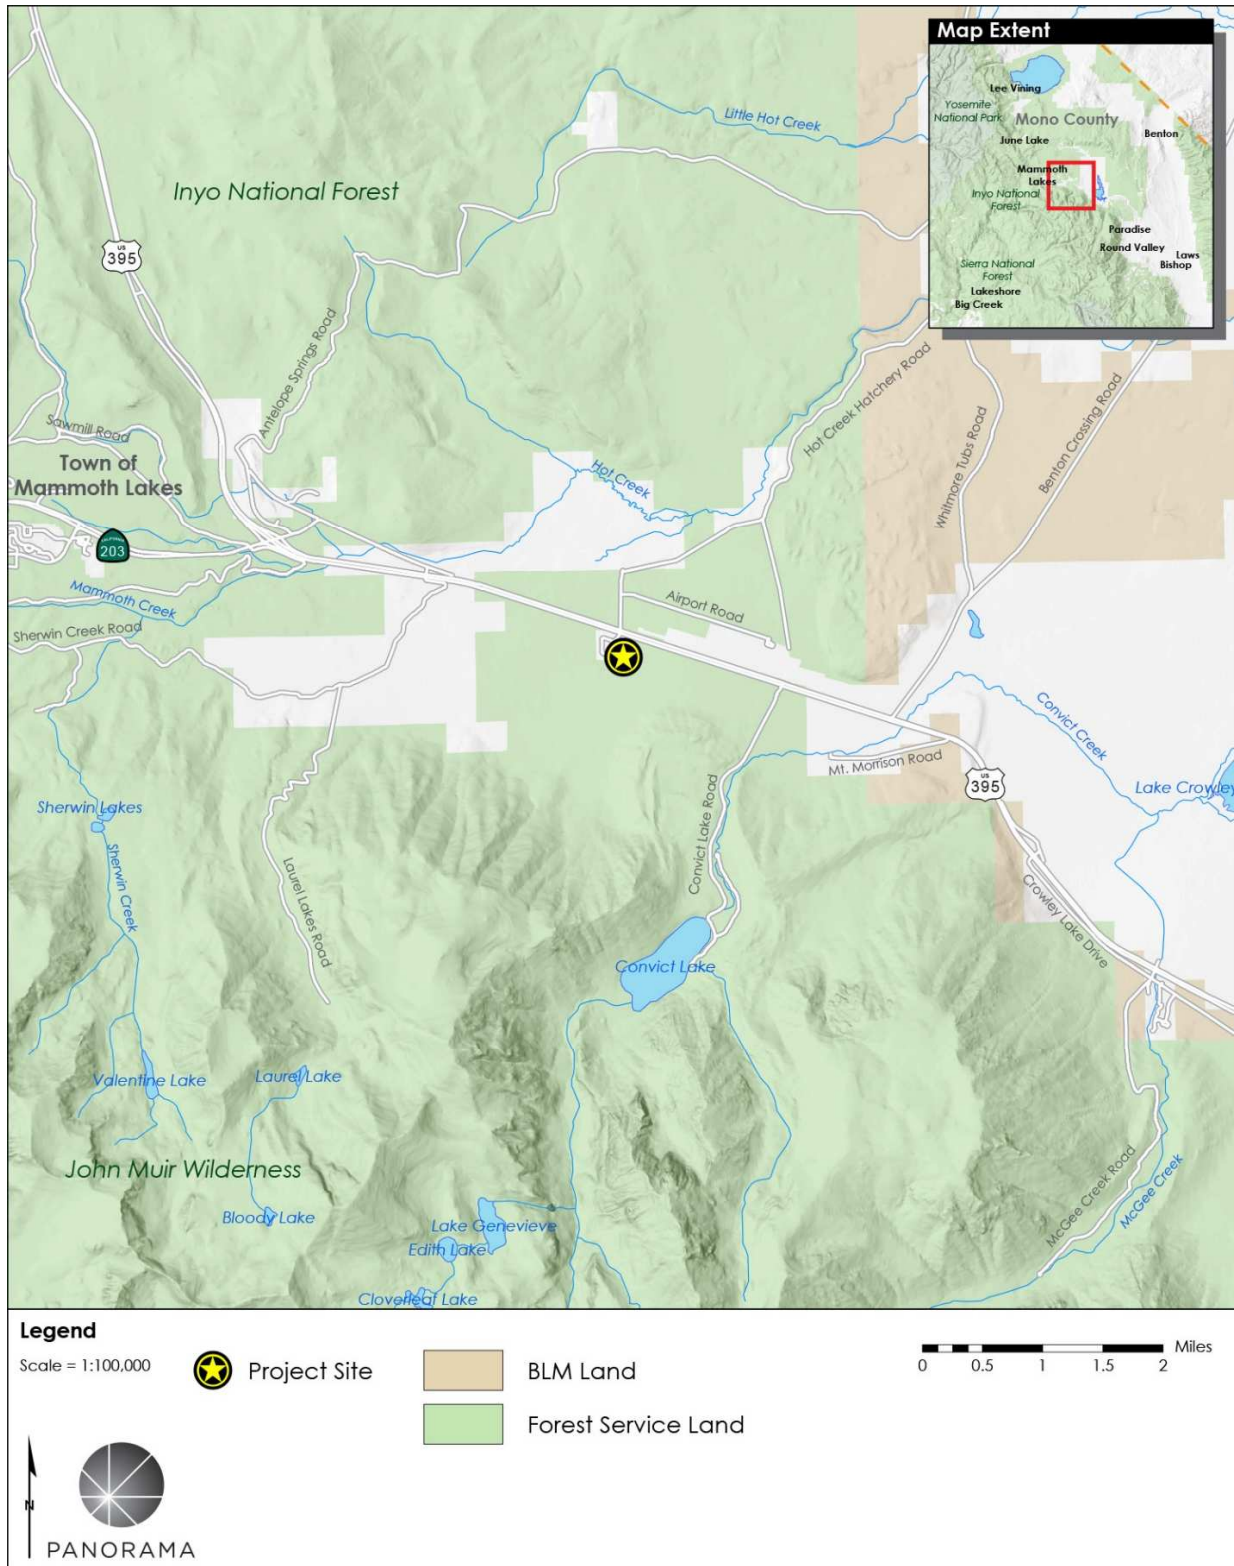 Map Extent
Lee Vining
Yosemite
National Park
Mono County
Benton
June Lake
Mammoth
Lakes
Inyo National
Forest
Paradise
Round Valley
Laws
Bishop
Sierra National
Forest
Lakeshore
Big Creek
Little Hot Creek
Inyo National Forest
US
395
Antelope Springs Road
Hot Creek Hatchery Road
Whitmore Tubs Road
Benton Crossing Road
Sawmill Road
Town of
Mammoth Lakes
Hot Creek
CALIFORNIA
203
Mammoth Creek
Airport Road
Sherwin Creek Road
Convict Creek
Mt. Morrison Road
US
395
Lake Crowley
Sherwin Lakes
Convict Lake Road
Sherwin Creek
Laurel Lakes Road
Crowley Lake Drive
Convict Lake
Valentine Lake
Laurel Lake
John Muir Wilderness
McGee Creek Road
McGee Creek
Bloody Lake
Lake Genevieve
Edith Lake
Cloverleaf Lake
Legend
Scale = 1:100,000
Project Site
BLM Land
Forest Service Land
Miles
0 0.5 1 1.5 2
N
PANORAMA